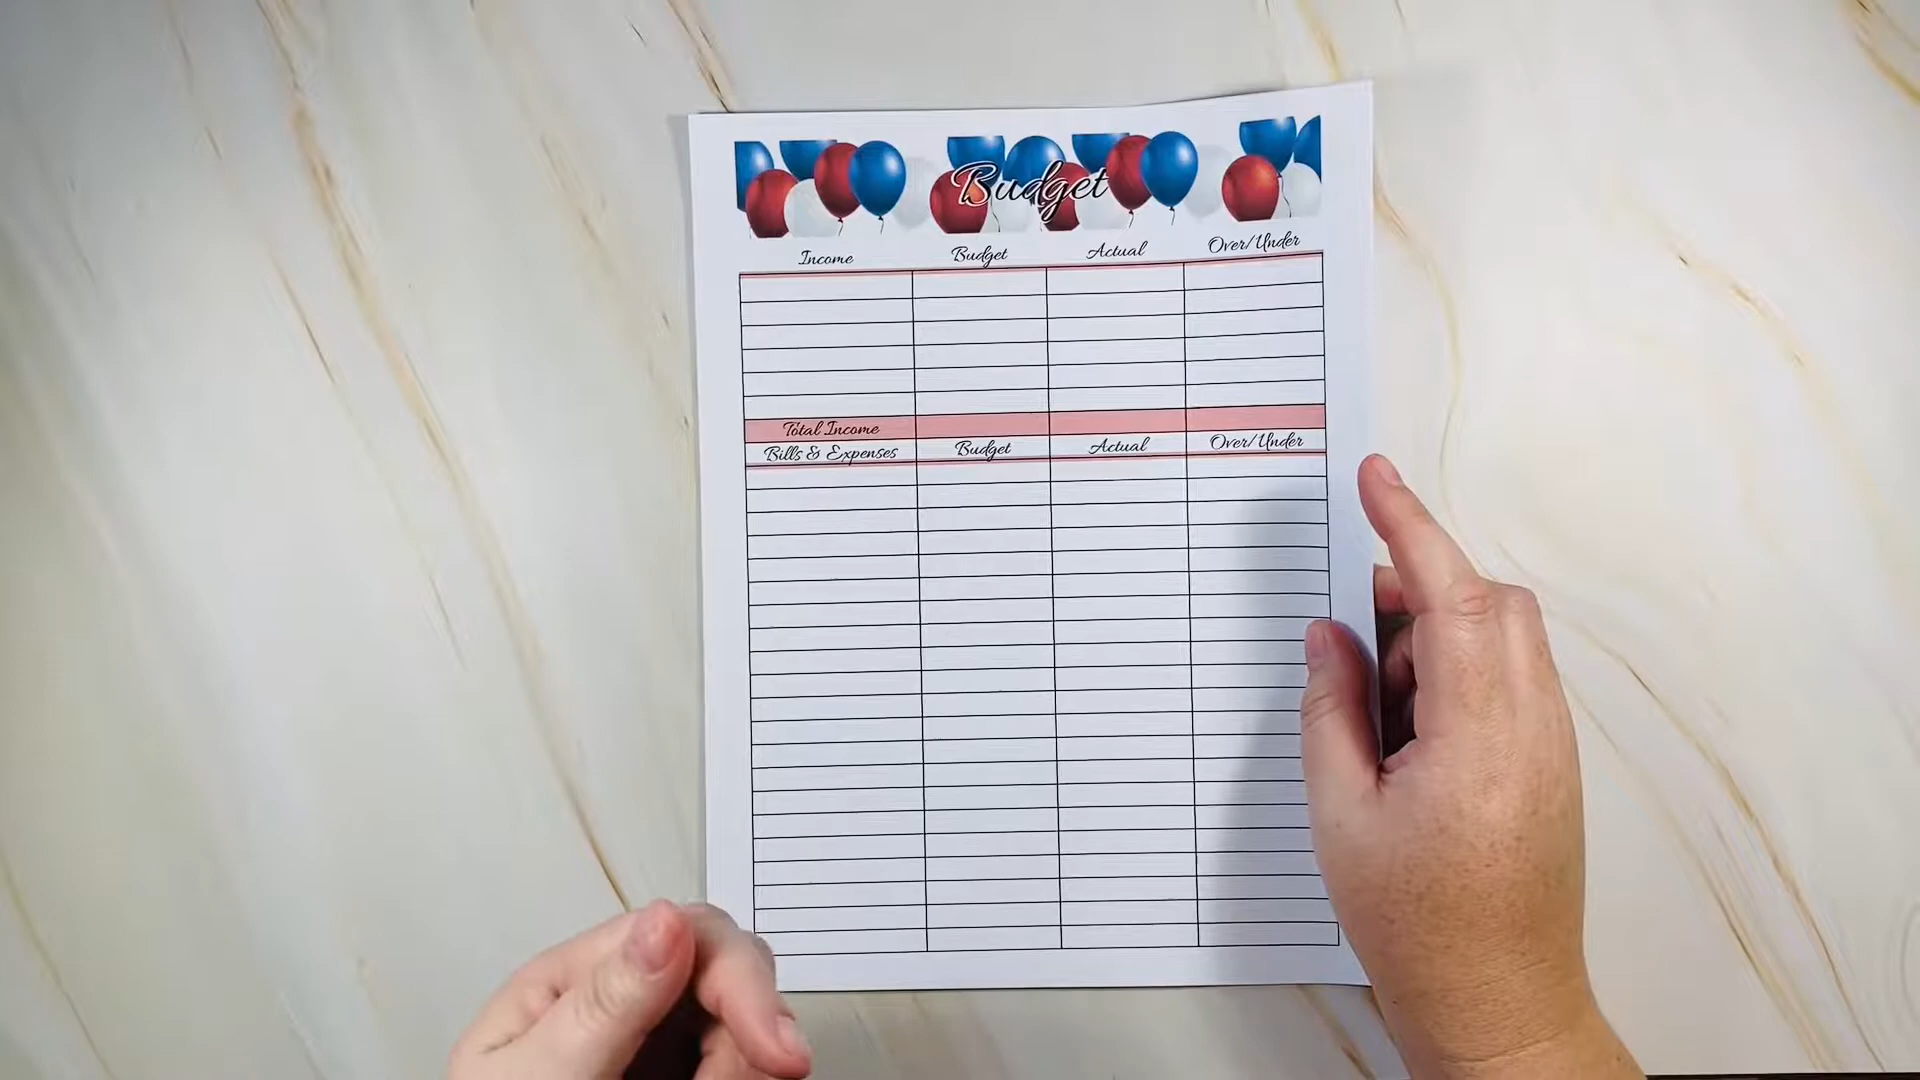 Budget
Income Budget Actual Over/Under
Total Income
Bills & Expenses Budget Actual Over/Under